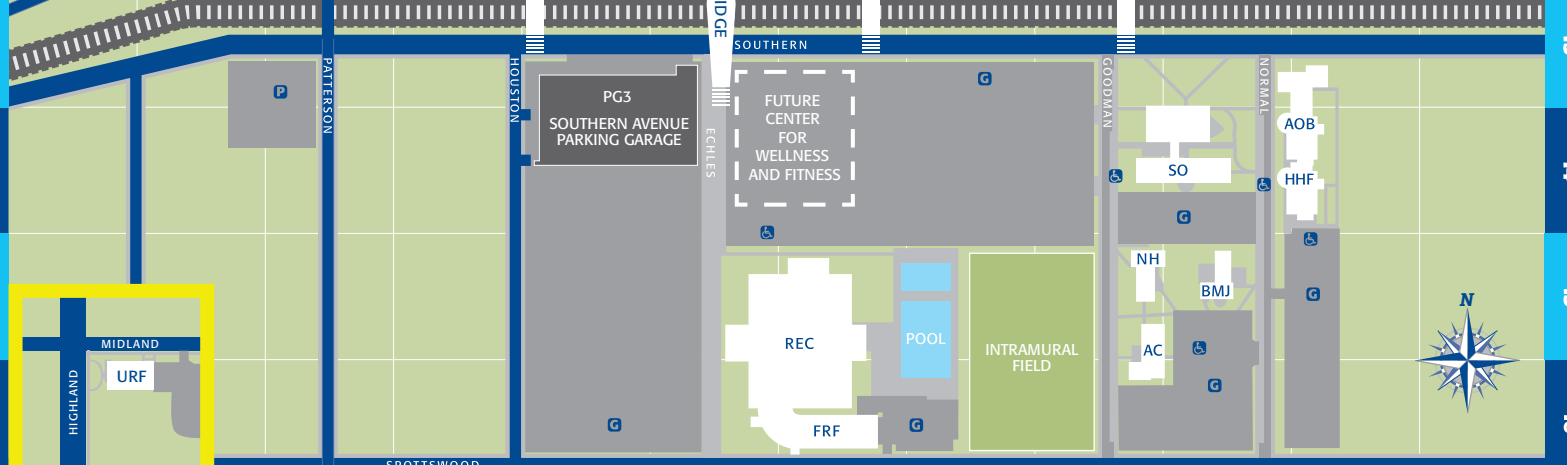 IDGE
SOUTHERN
PATTERSON
HOUSTON
GOODMAN
NORMAL
ECHLES
P
PG3
SOUTHERN AVENUE
PARKING GARAGE
FUTURE
CENTER
FOR
WELLNESS
AND FITNESS
G
AOB
SO
HHF
G
NH
BMJ
G
N
REC
POOL
INTRAMURAL
FIELD
AC
G
MIDLAND
URF
HIGHLAND
G
FRF
G
SPOTTSWOOD